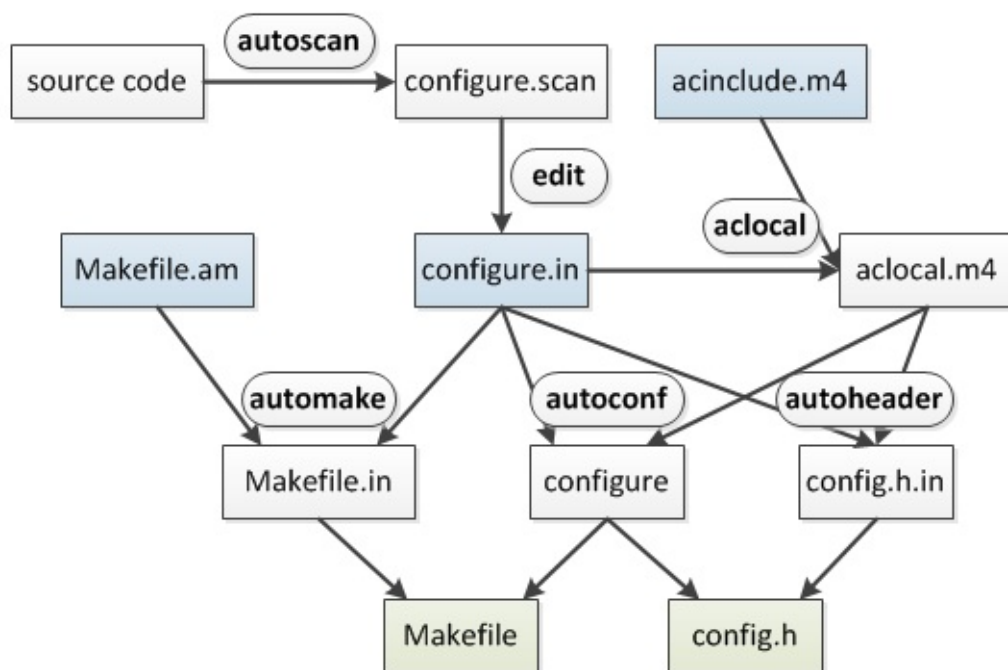 autoscan
source code
configure.scan
acinclude.m4
edit
aclocal
Makefile.am
configure.in
aclocal.m4
automake
autoconf
autoheader
Makefile.in
configure
config.h.in
Makefile
config.h